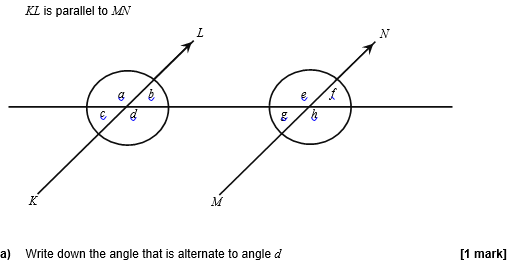 KL is parallel to MN
L
N
a b
e f
c d
g h
K
M
a) Write down the angle that is alternate to angle d [1 mark]